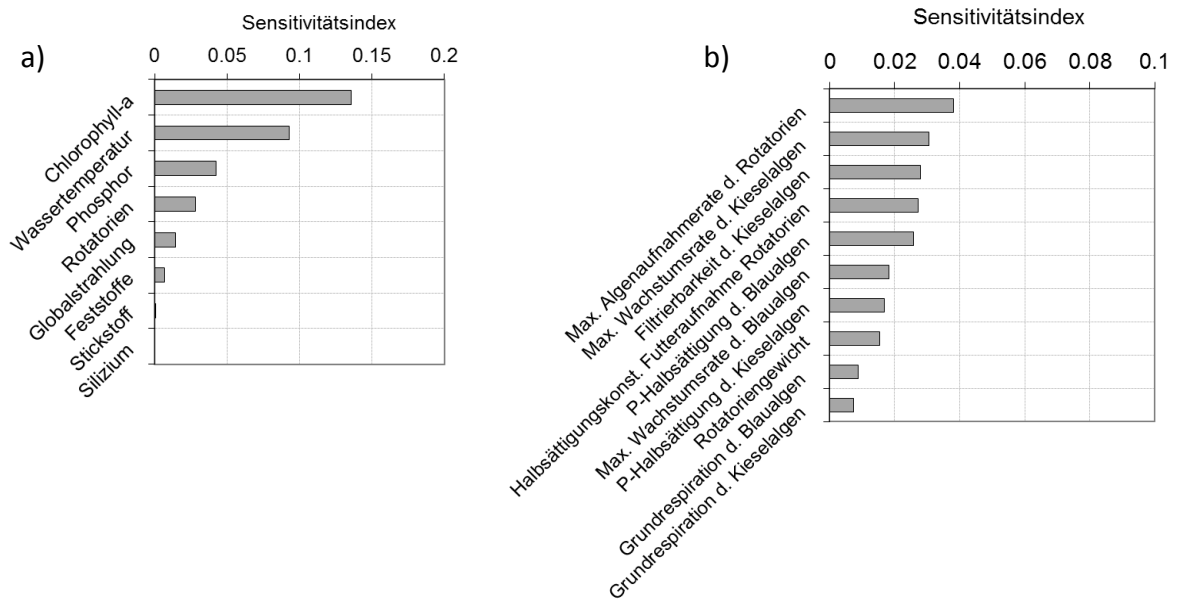 Sensitivitätsindex
a)
0 0.05 0.1 0.15 0.2
Chlorophyll-a
Wassertemperatur
Phosphor
Rotatorien
Globalstrahlung
Feststoffe
Stickstoff
Silizium
Sensitivitätsindex
b)
0 0.02 0.04 0.06 0.08 0.1
Max. Algenaufnahmerate d. Rotatorien
Max. Wachstumsrate d. Kieselalgen
Filtrierbarkeit d. Kieselalgen
Halbsättigungskonst. Futteraufnahme Rotatorien
P-Halbsättigung d. Blaualgen
Max. Wachstumsrate d. Blaualgen
P-Halbsättigung d. Kieselalgen
Rotatoriengewicht
Grundrespiration d. Blaualgen
Grundrespiration d. Kieselalgen